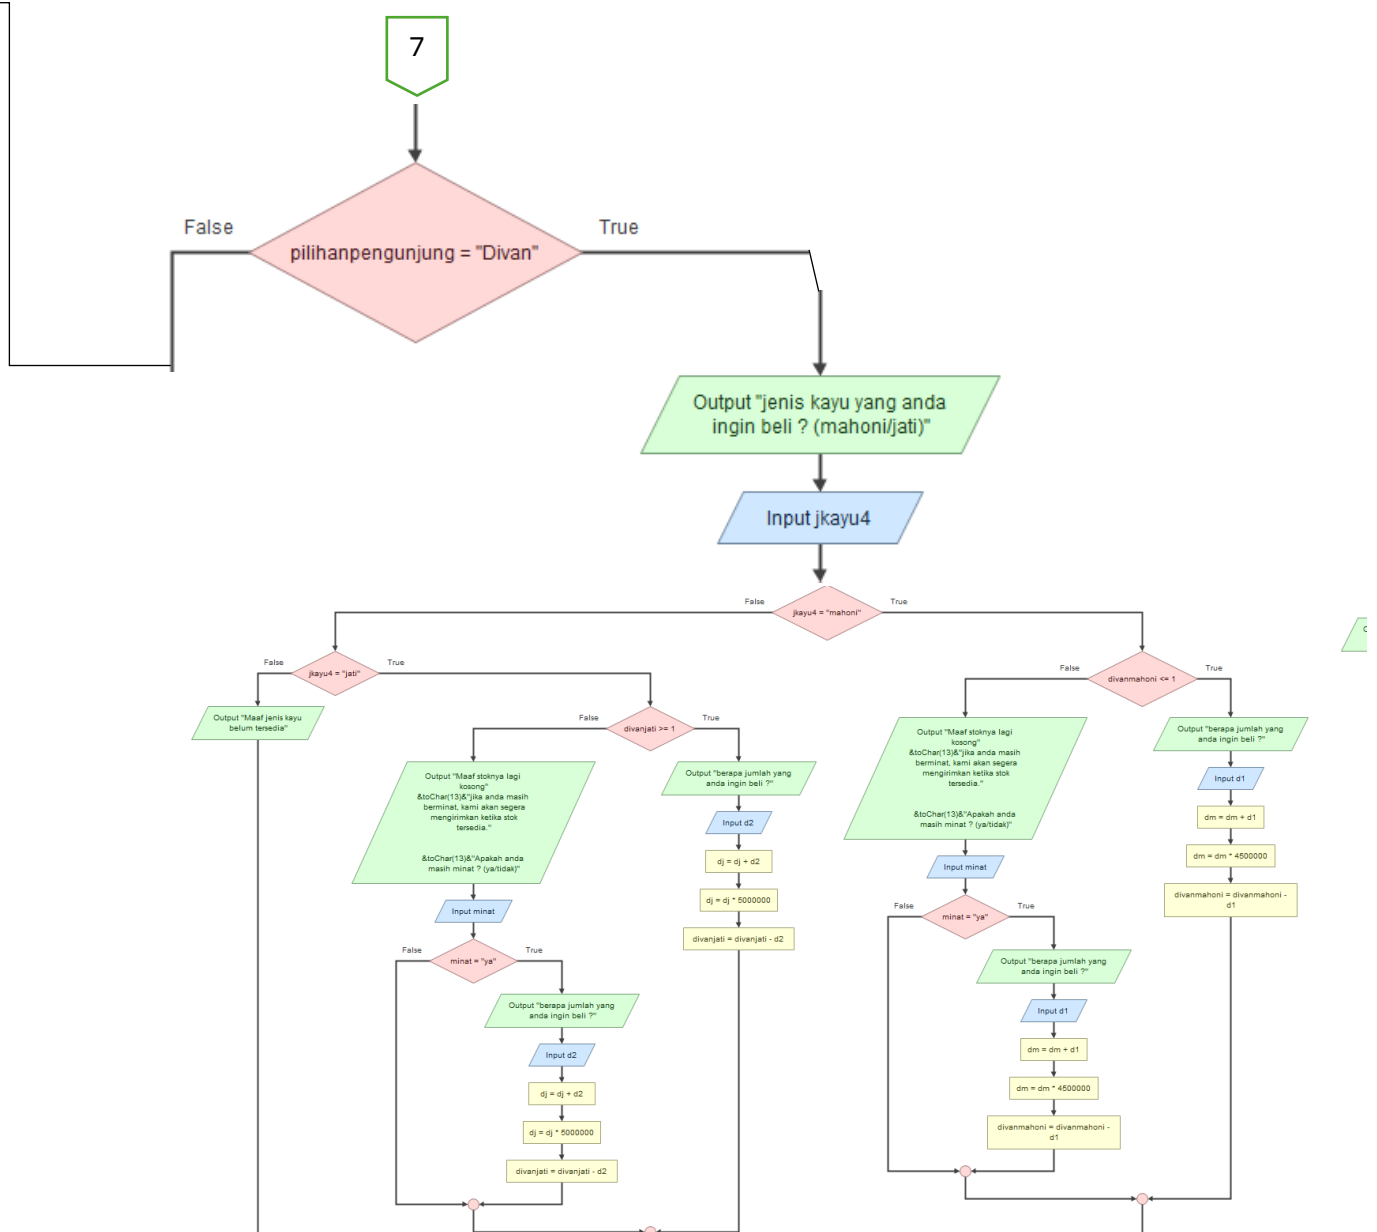 7
False
True
pilihanpengunjung = "Divan"
Output "jenis kayu yang anda
ingin beli ? (mahoni/jati)"
Input jkayu4
False
True
jkayu4 = "mahoni"
False
True
jkayu4 = "jati"
Output "Maaf jenis kayu
belum tersedia"
False
True
divanjati >= 1
Output "Maaf stoknya lagi
kosong"
&toChar(13)&"jika anda masih
berminat, kami akan segera
mengirimkan ketika stok
tersedia."
&toChar(13)&"Apakah anda
masih minat ? (ya/tidak)"
Input minat
False
True
minat = "ya"
Output "berapa jumlah yang
anda ingin beli ?"
Input d2
dj = dj + d2
dj = dj * 5000000
divanjati = divanjati - d2
Output "berapa jumlah yang
anda ingin beli ?"
Input d2
dj = dj + d2
dj = dj * 5000000
divanjati = divanjati - d2
False
True
divanmahoni <= 1
Output "Maaf stoknya lagi
kosong"
&toChar(13)&"jika anda masih
berminat, kami akan segera
mengirimkan ketika stok
tersedia."
&toChar(13)&"Apakah anda
masih minat ? (ya/tidak)"
Input minat
False
True
minat = "ya"
Output "berapa jumlah yang
anda ingin beli ?"
Input d1
dm = dm + d1
dm = dm * 4500000
divanmahoni = divanmahoni -
d1
Output "berapa jumlah yang
anda ingin beli ?"
Input d1
dm = dm + d1
dm = dm * 4500000
divanmahoni = divanmahoni -
d1